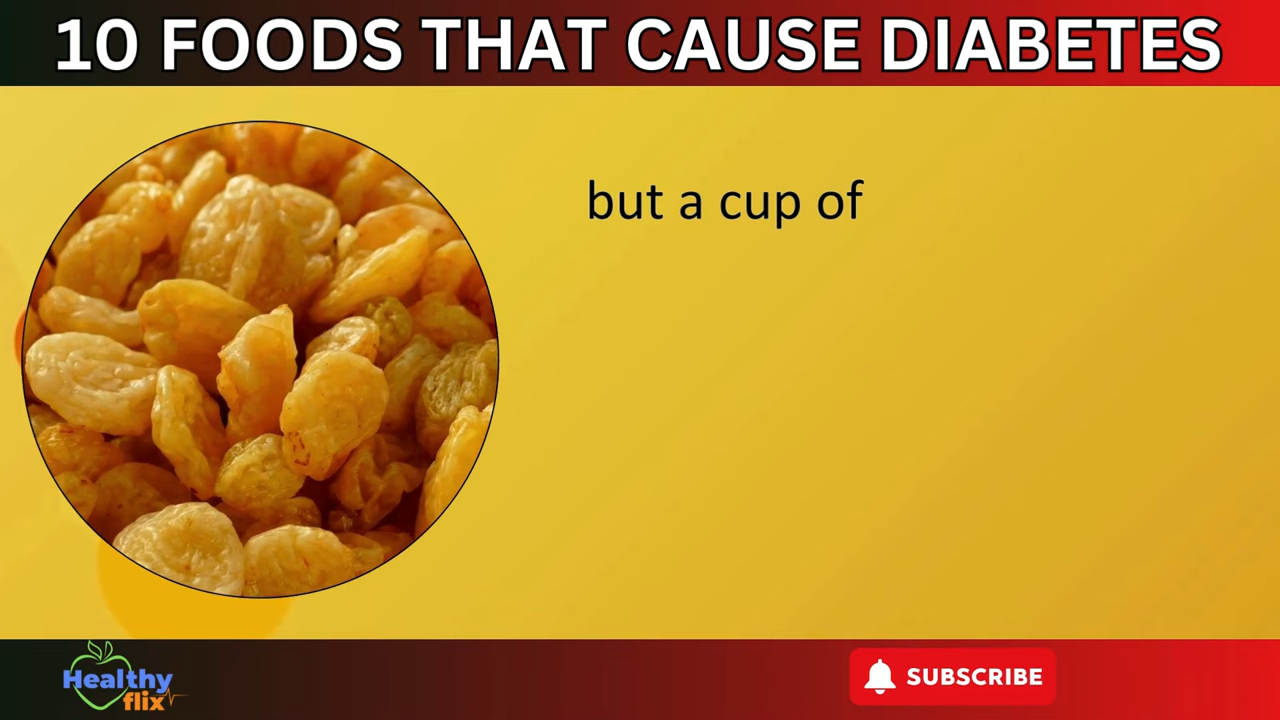 10 FOODS THAT CAUSE DIABETES
but a cup of
Healthy
flix
SUBSCRIBE